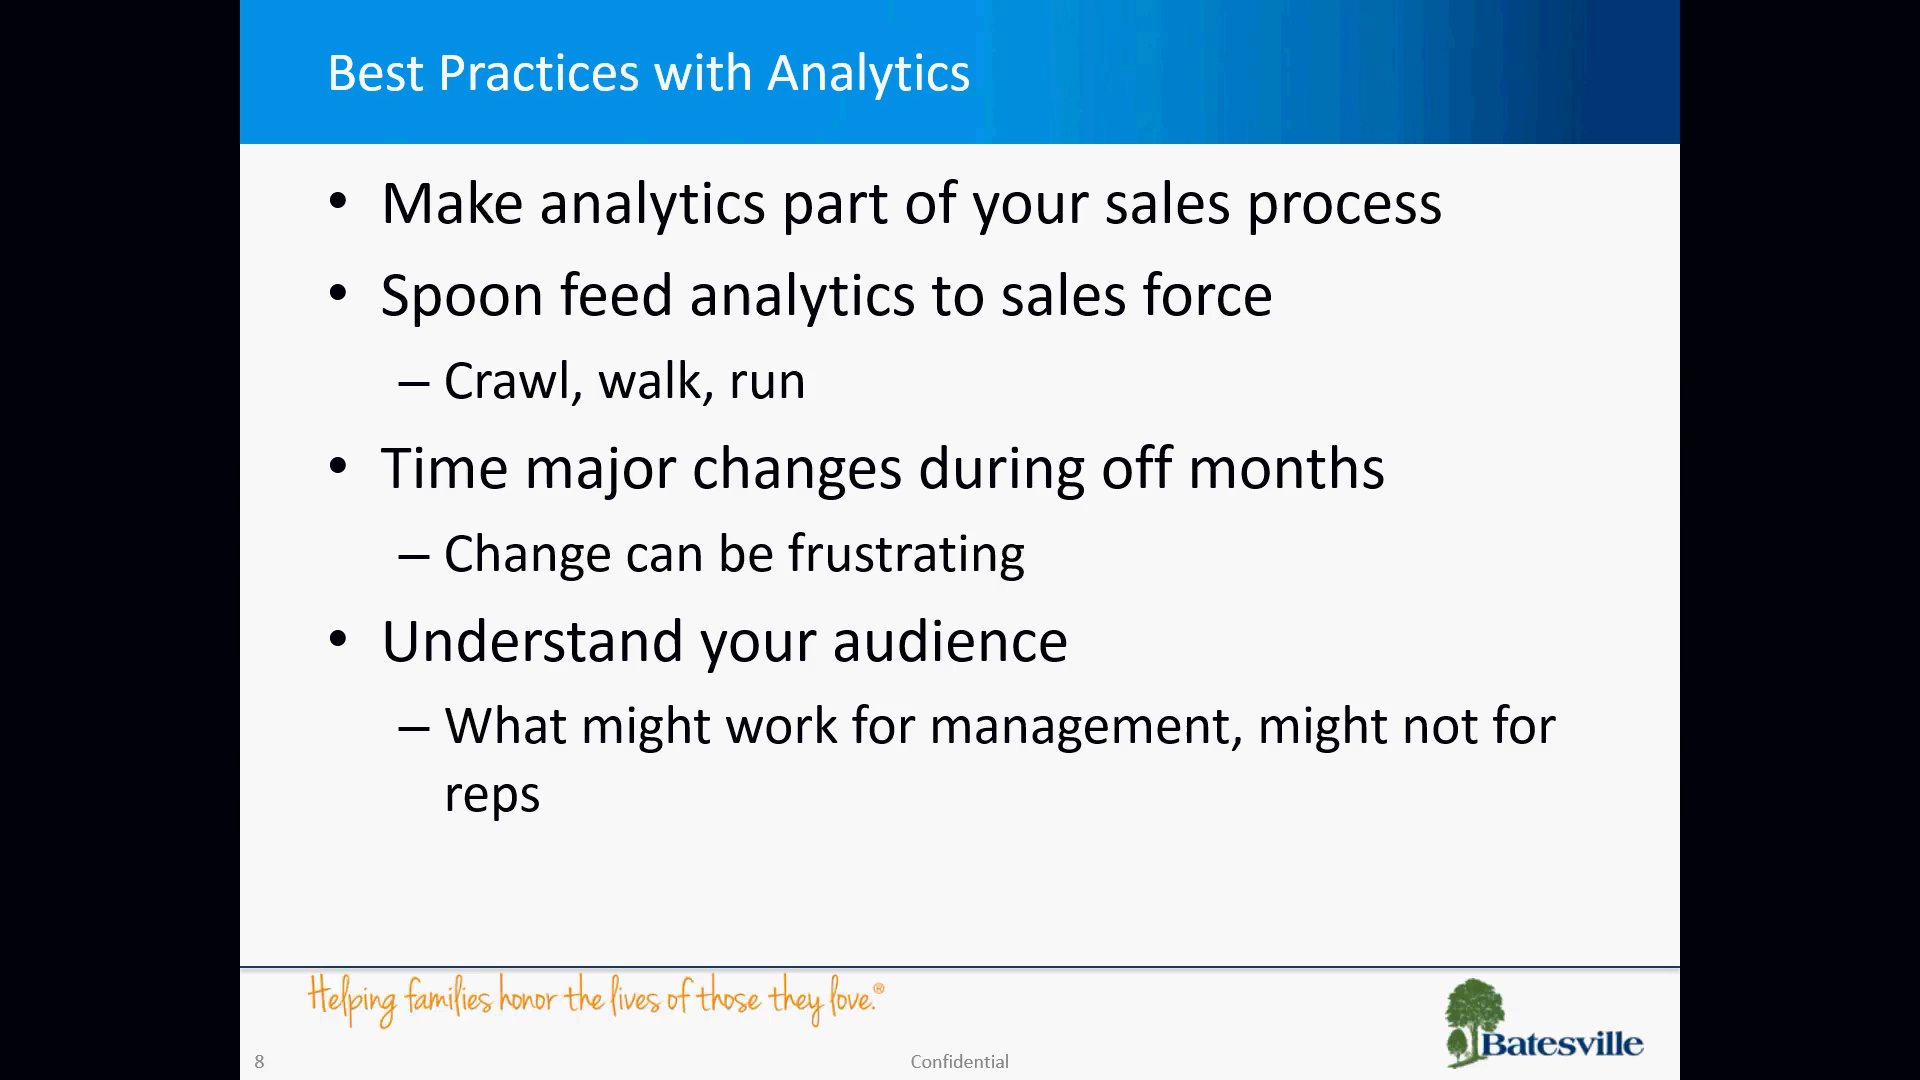 Best Practices with Analytics
• Make analytics part of your sales process
• Spoon feed analytics to sales force
– Crawl, walk, run
• Time major changes during off months
– Change can be frustrating
• Understand your audience
– What might work for management, might not for
reps
Helping families honor the lives of those they love.®
Batesville
8
Confidential